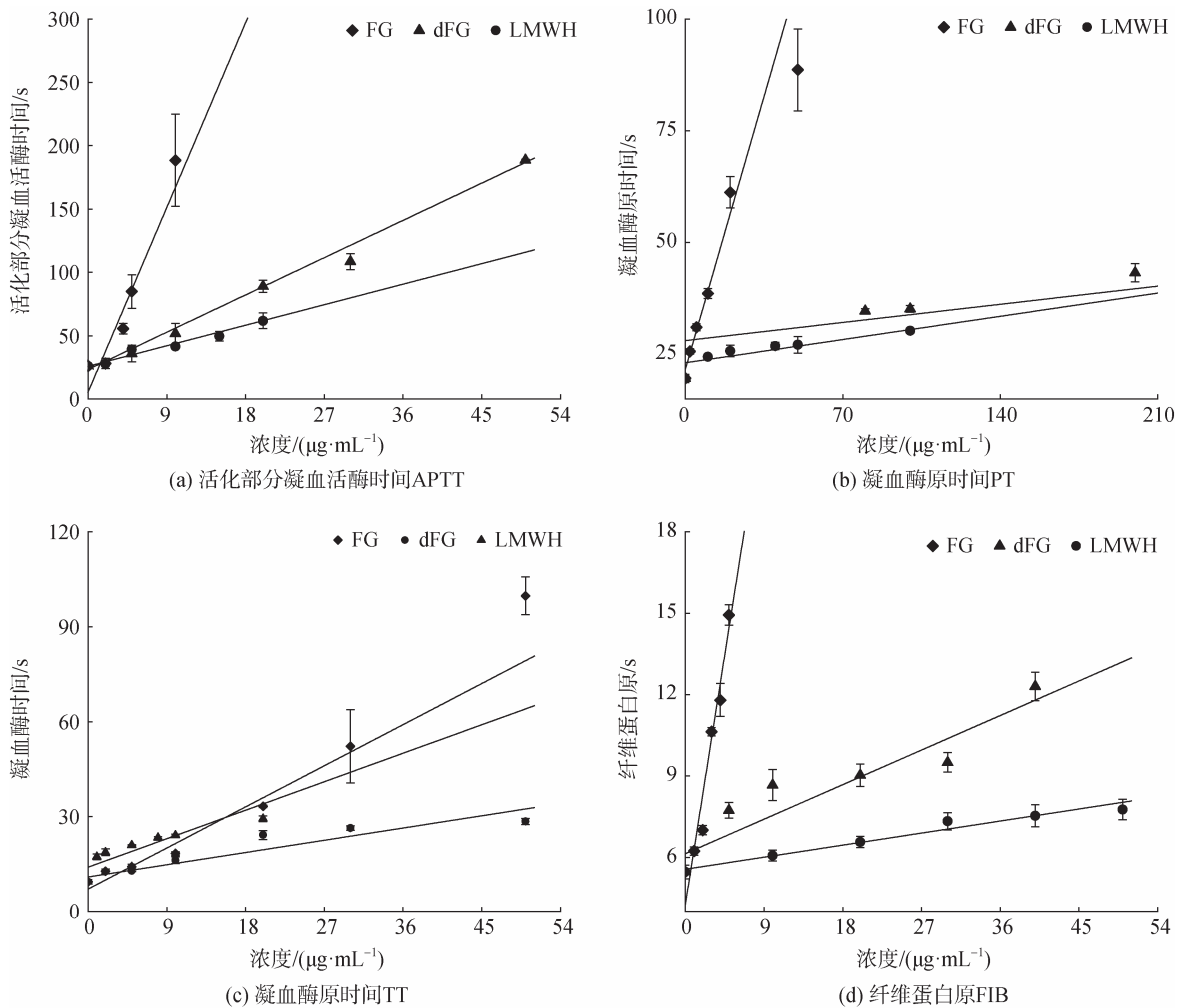 300
250
200
150
100
50
0
活化部分凝血活酶时间/s
FG dFG LMWH
0 9 18 27 36 45 54
浓度/(μg·mL⁻¹)
(a) 活化部分凝血活酶时间APTT
100
75
50
25
凝血酶原时间/s
FG dFG LMWH
0 70 140 210
浓度/(μg·mL⁻¹)
(b) 凝血酶原时间PT
120
90
60
30
0
凝血酶时间/s
FG dFG LMWH
0 9 18 27 36 45 54
浓度/(μg·mL⁻¹)
(c) 凝血酶原时间TT
18
15
12
9
6
纤维蛋白原/s
FG dFG LMWH
0 9 18 27 36 45 54
浓度/(μg·mL⁻¹)
(d) 纤维蛋白原FIB